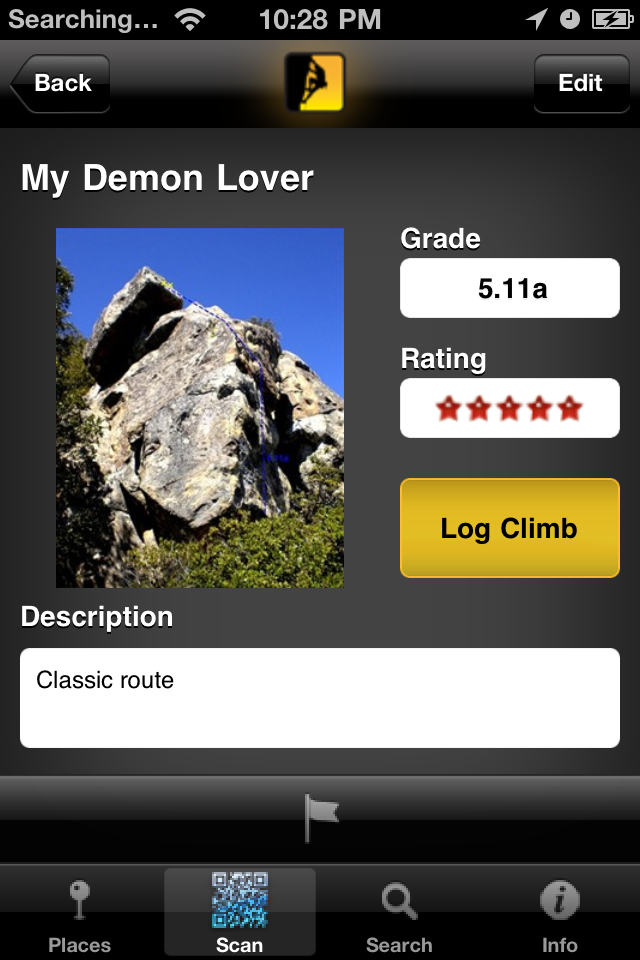 Searching... 10:28 PM
Back Edit
My Demon Lover
Grade
5.11a
Rating
Log Climb
Description
Classic route
Places Scan Search Info